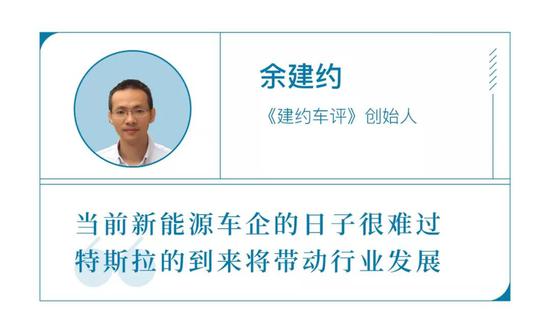 余建约
《建约车评》创始人
当前新能源车企的日子很难过
特斯拉的到来将带动行业发展